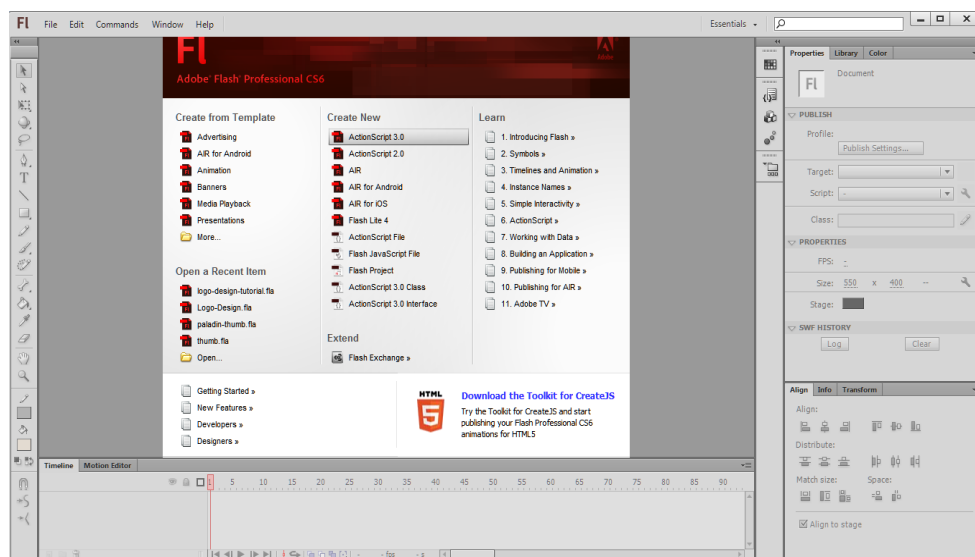 Fl File Edit Commands Window Help Essentials
Fl
Adobe
Adobe® Flash® Professional CS6
Create from Template
Advertising
AIR for Android
Animation
Banners
Media Playback
Presentations
More...
Open a Recent Item
logo-design-tutorial.fla
Logo-Design.fla
paladin-thumb.fla
thumb.fla
Open...
Create New
ActionScript 3.0
ActionScript 2.0
AIR
AIR for Android
AIR for iOS
Flash Lite 4
ActionScript File
Flash JavaScript File
Flash Project
ActionScript 3.0 Class
ActionScript 3.0 Interface
Extend
Flash Exchange »
Learn
1. Introducing Flash »
2. Symbols »
3. Timelines and Animation »
4. Instance Names »
5. Simple Interactivity »
6. ActionScript »
7. Working with Data »
8. Building an Application »
9. Publishing for Mobile »
10. Publishing for AIR »
11. Adobe TV »
Getting Started »
New Features »
Developers »
Designers »
HTML
5
Download the Toolkit for CreateJS
Try the Toolkit for CreateJS and start
publishing your Flash Professional CS6
animations for HTML5
Properties Library Color
Fl
Document
PUBLISH
Profile:
Publish Settings...
Target:
Script: -
Class:
PROPERTIES
FPS: -
Size: 550 x 400 --
Stage:
SWF HISTORY
Log Clear
Align Info Transform
Align:
Distribute:
Match size: Space:
Align to stage
Timeline Motion Editor
1 5 10 15 20 25 30 35 40 45 50 55 60 65 70 75 80 85 90
- - fps - s